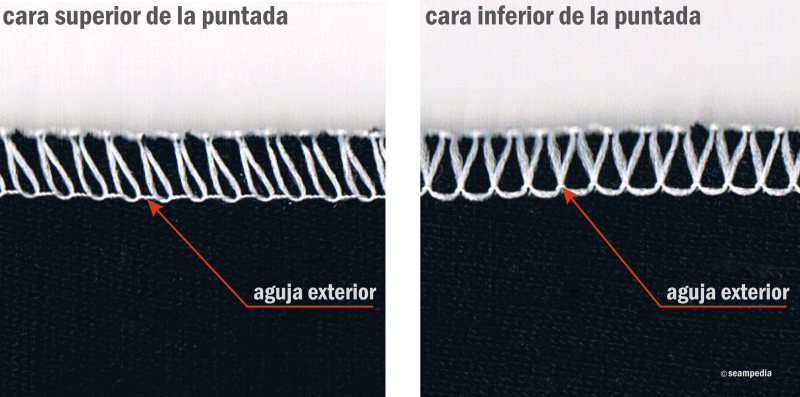 cara superior de la puntada
cara inferior de la puntada
aguja exterior
aguja exterior
© seampedia